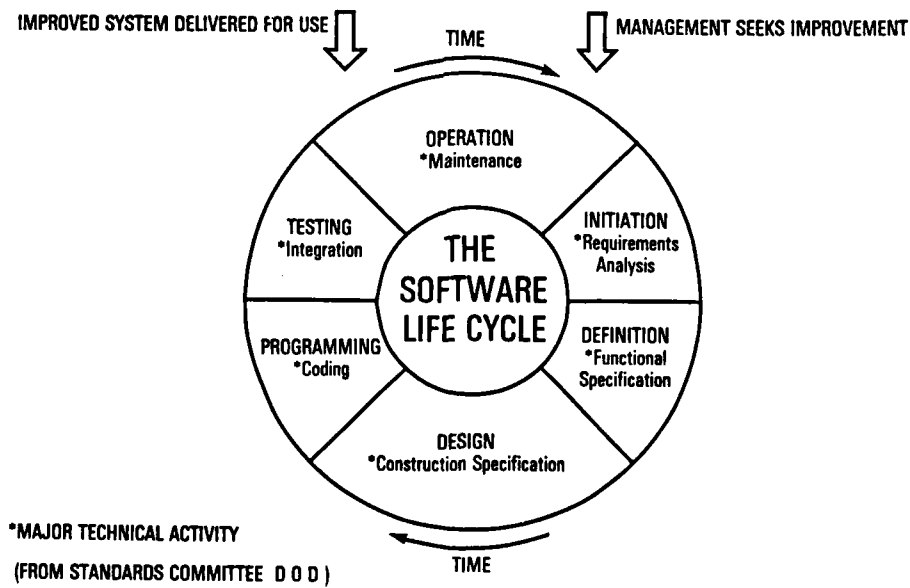 IMPROVED SYSTEM DELIVERED FOR USE
TIME
MANAGEMENT SEEKS IMPROVEMENT
OPERATION
*Maintenance
TESTING
*Integration
INITIATION
*Requirements
Analysis
THE
SOFTWARE
LIFE CYCLE
PROGRAMMING
*Coding
DEFINITION
*Functional
Specification
DESIGN
*Construction Specification
*MAJOR TECHNICAL ACTIVITY
(FROM STANDARDS COMMITTEE D O D)
TIME